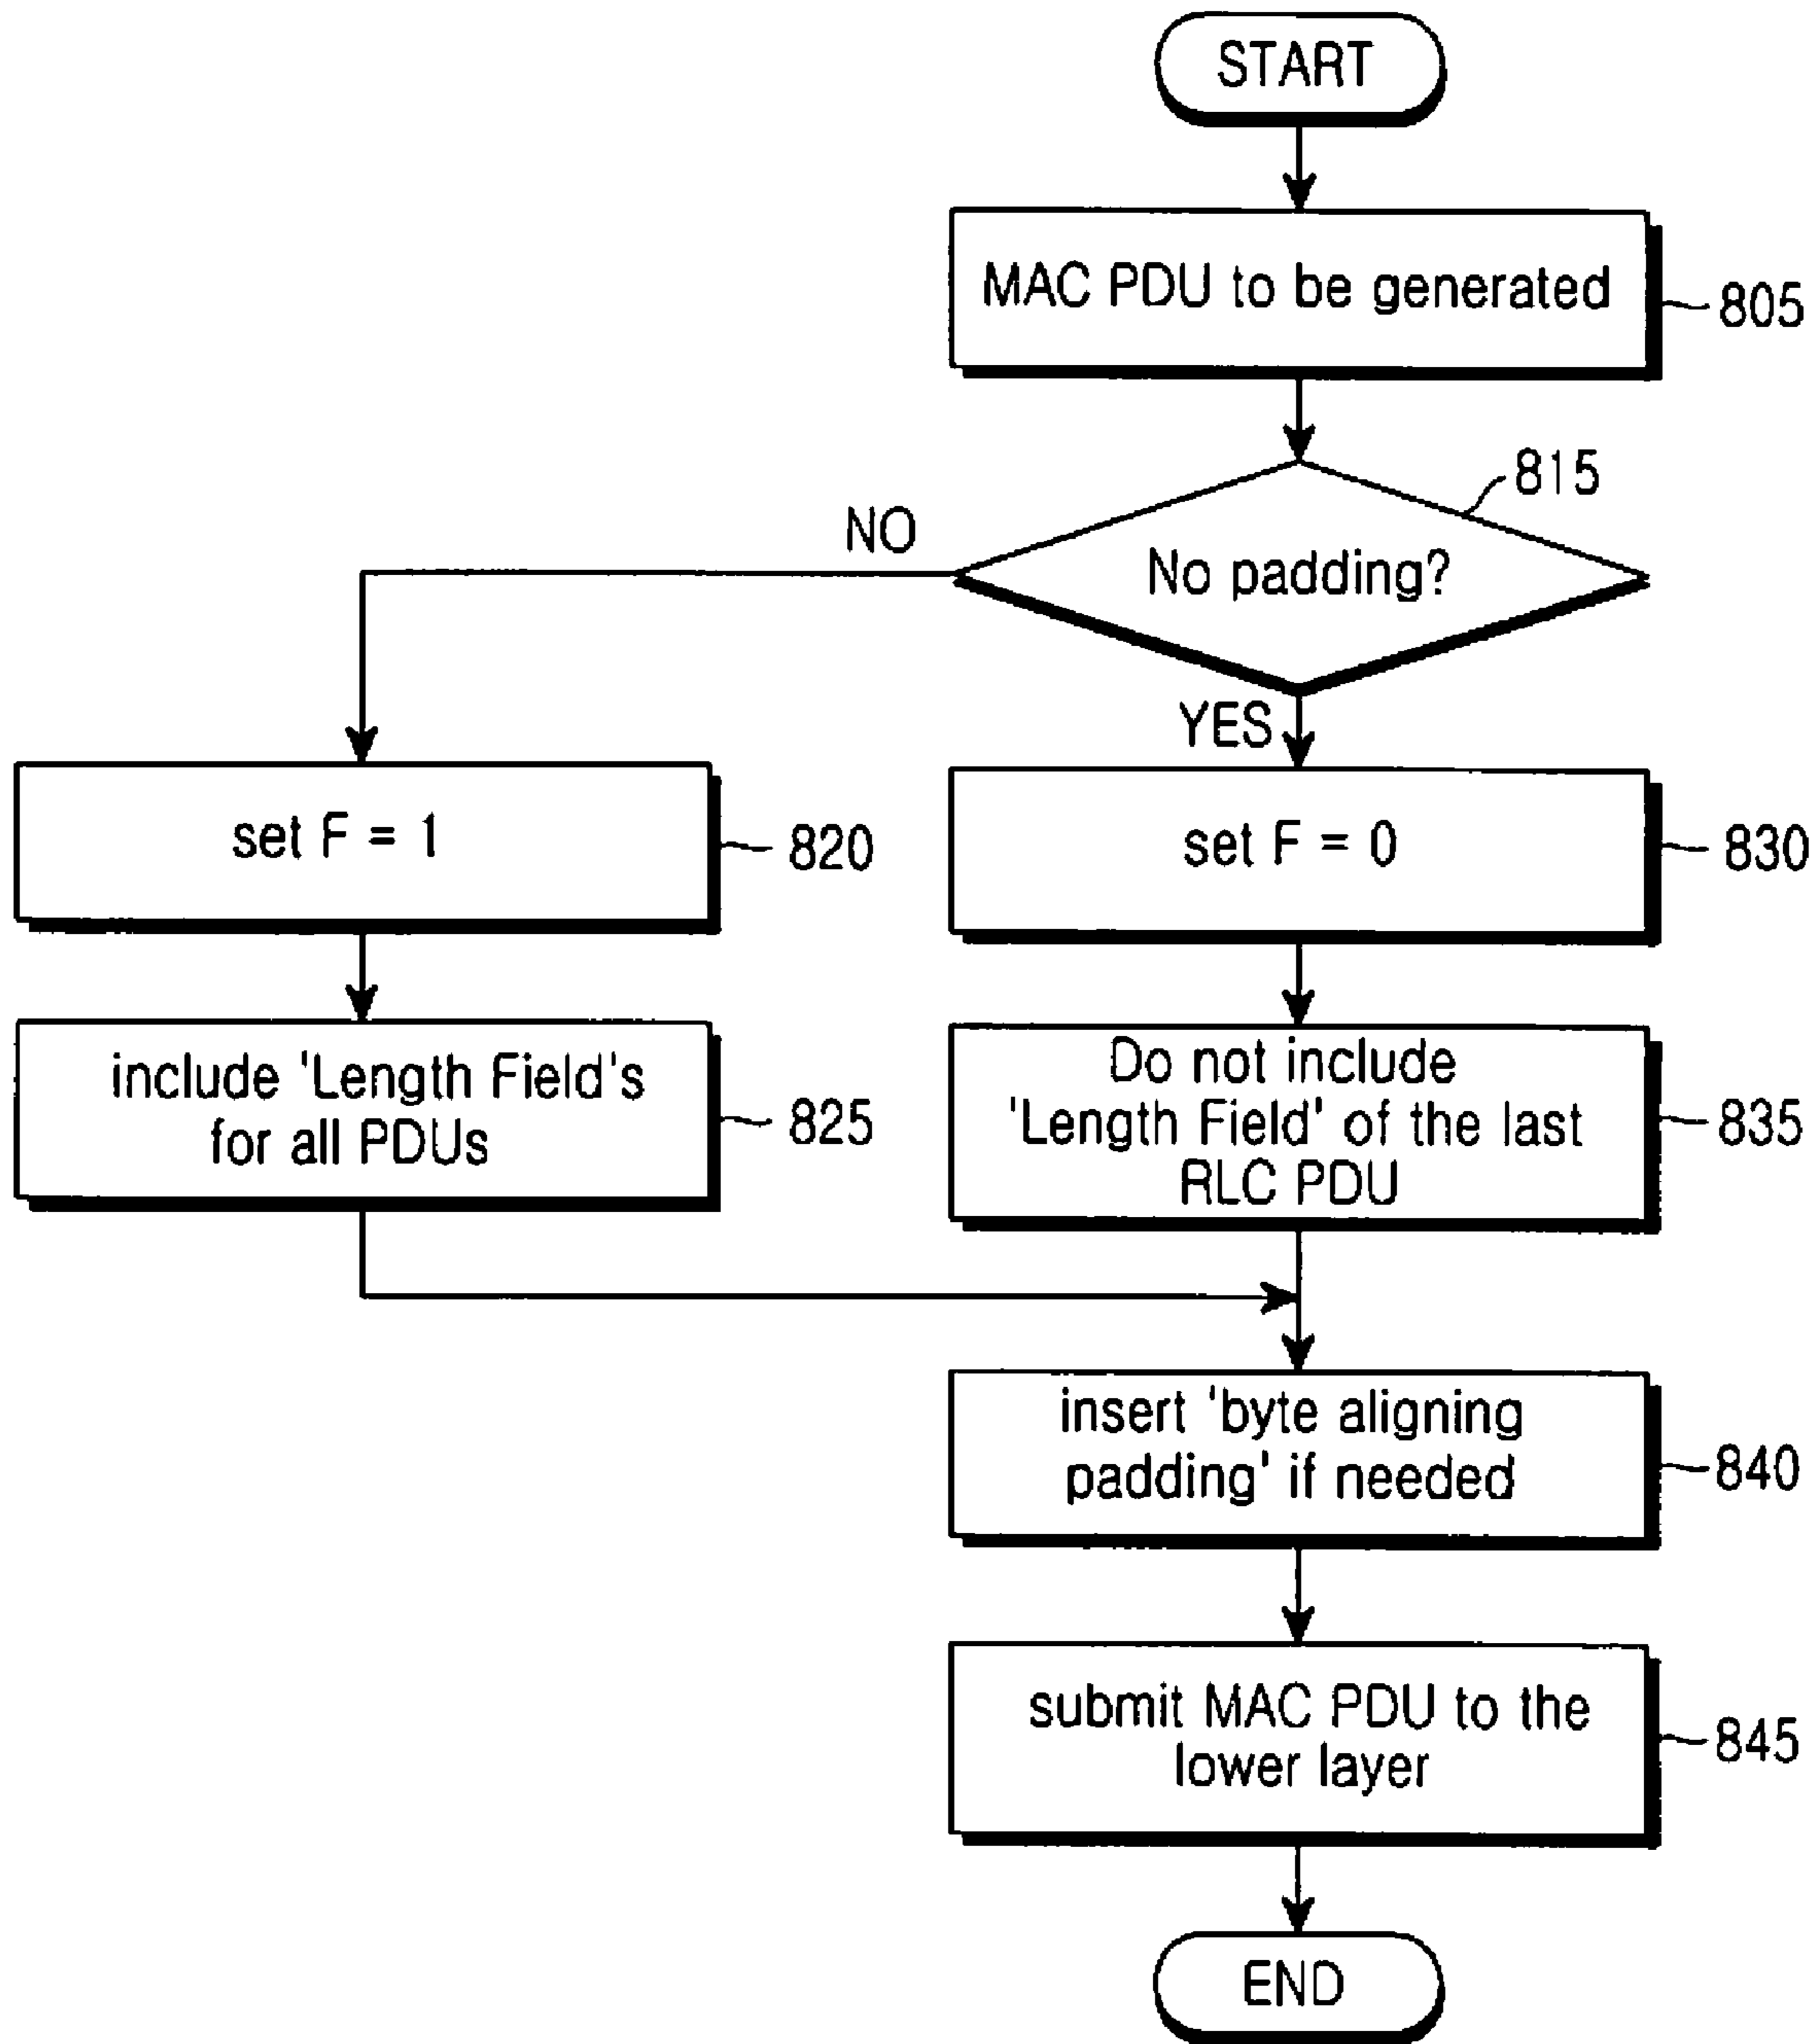 START
MAC PDU to be generated
805
815
NO
No padding?
YES
set F = 1
820
set F = 0
830
include 'Length Field's
for all PDUs
825
Do not include
'Length Field' of the last
RLC PDU
835
insert 'byte aligning
padding' if needed
840
submit MAC PDU to the
lower layer
845
END